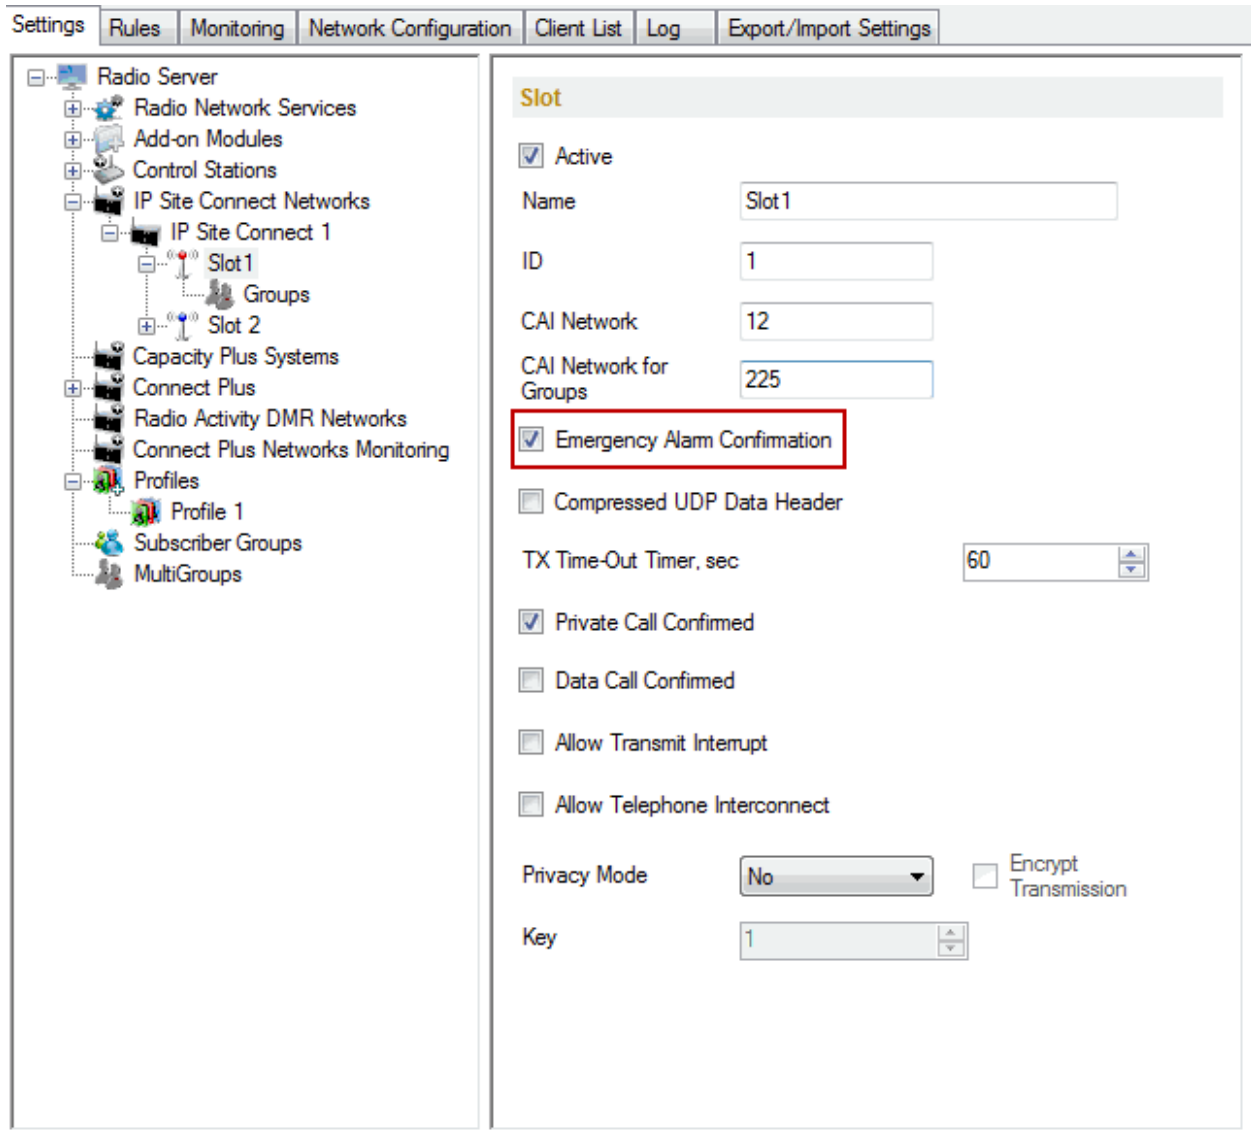 Settings Rules Monitoring Network Configuration Client List Log Export/Import Settings
Radio Server
Radio Network Services
Add-on Modules
Control Stations
IP Site Connect Networks
IP Site Connect 1
Slot1
Groups
Slot 2
Capacity Plus Systems
Connect Plus
Radio Activity DMR Networks
Connect Plus Networks Monitoring
Profiles
Profile 1
Subscriber Groups
MultiGroups
Slot
Active
Name Slot1
ID 1
CAI Network 12
CAI Network for
Groups 225
Emergency Alarm Confirmation
Compressed UDP Data Header
TX Time-Out Timer, sec 60
Private Call Confirmed
Data Call Confirmed
Allow Transmit Interrupt
Allow Telephone Interconnect
Privacy Mode No Encrypt
Transmission
Key 1